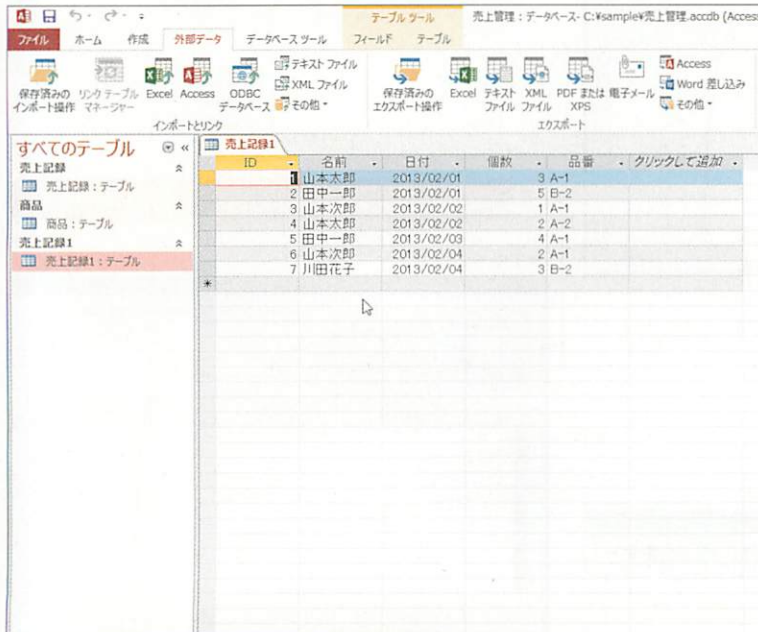 テーブル ツール
売上管理：データベース- C:¥sample¥売上管理.accdb (Access
ファイル ホーム 作成 外部データ データベース ツール フィールド テーブル
保存済みの
インポート操作
リンク テーブル
マネージャー
Excel
Access
ODBC
データベース
テキスト ファイル
XML ファイル
その他
インポートとリンク
保存済みの
エクスポート操作
Excel
テキスト
ファイル
XML
ファイル
PDF または
XPS
電子メール
Access
Word 差し込み
その他
エクスポート
すべてのテーブル
売上記録
売上記録：テーブル
商品
商品：テーブル
売上記録1
売上記録1：テーブル
売上記録1
ID 名前 日付 個数 品番 クリックして追加
1 山本太郎 2013/02/01 3 A-1
2 田中一郎 2013/02/01 5 B-2
3 山本次郎 2013/02/02 1 A-1
4 山本太郎 2013/02/02 2 A-2
5 田中一郎 2013/02/03 4 A-1
6 山本次郎 2013/02/04 2 A-1
7 川田花子 2013/02/04 3 B-2